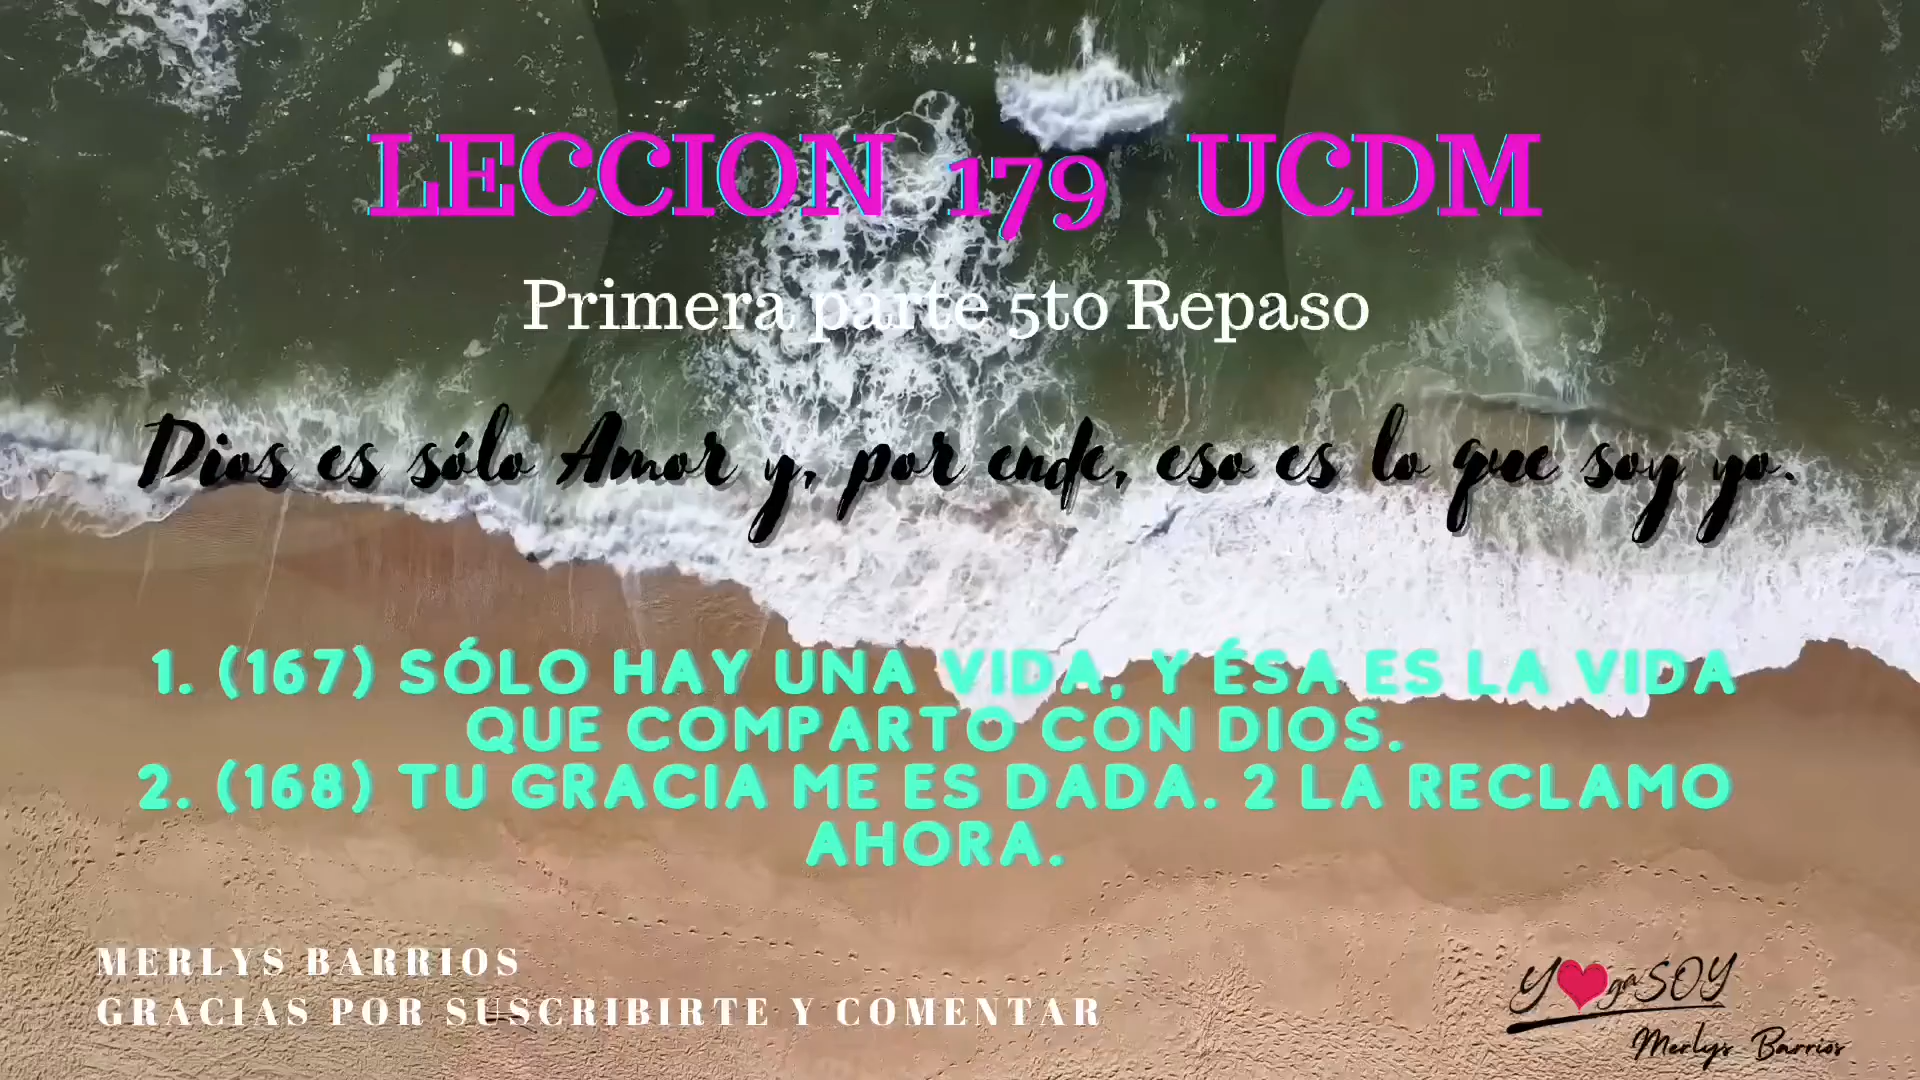 LECCION 179 UCDM
Primera parte 5to Repaso
Dios es sólo Amor y, por ende, eso es lo que soy yo.
1. (167) SÓLO HAY UNA VIDA, Y ÉSA ES LA VIDA
QUE COMPARTO CON DIOS.
2. (168) TU GRACIA ME ES DADA. 2 LA RECLAMO
AHORA.
MERLYS BARRIOS
GRACIAS POR SUSCRIBIRTE Y COMENTAR
Y❤gaSOY
Merlys Barrios